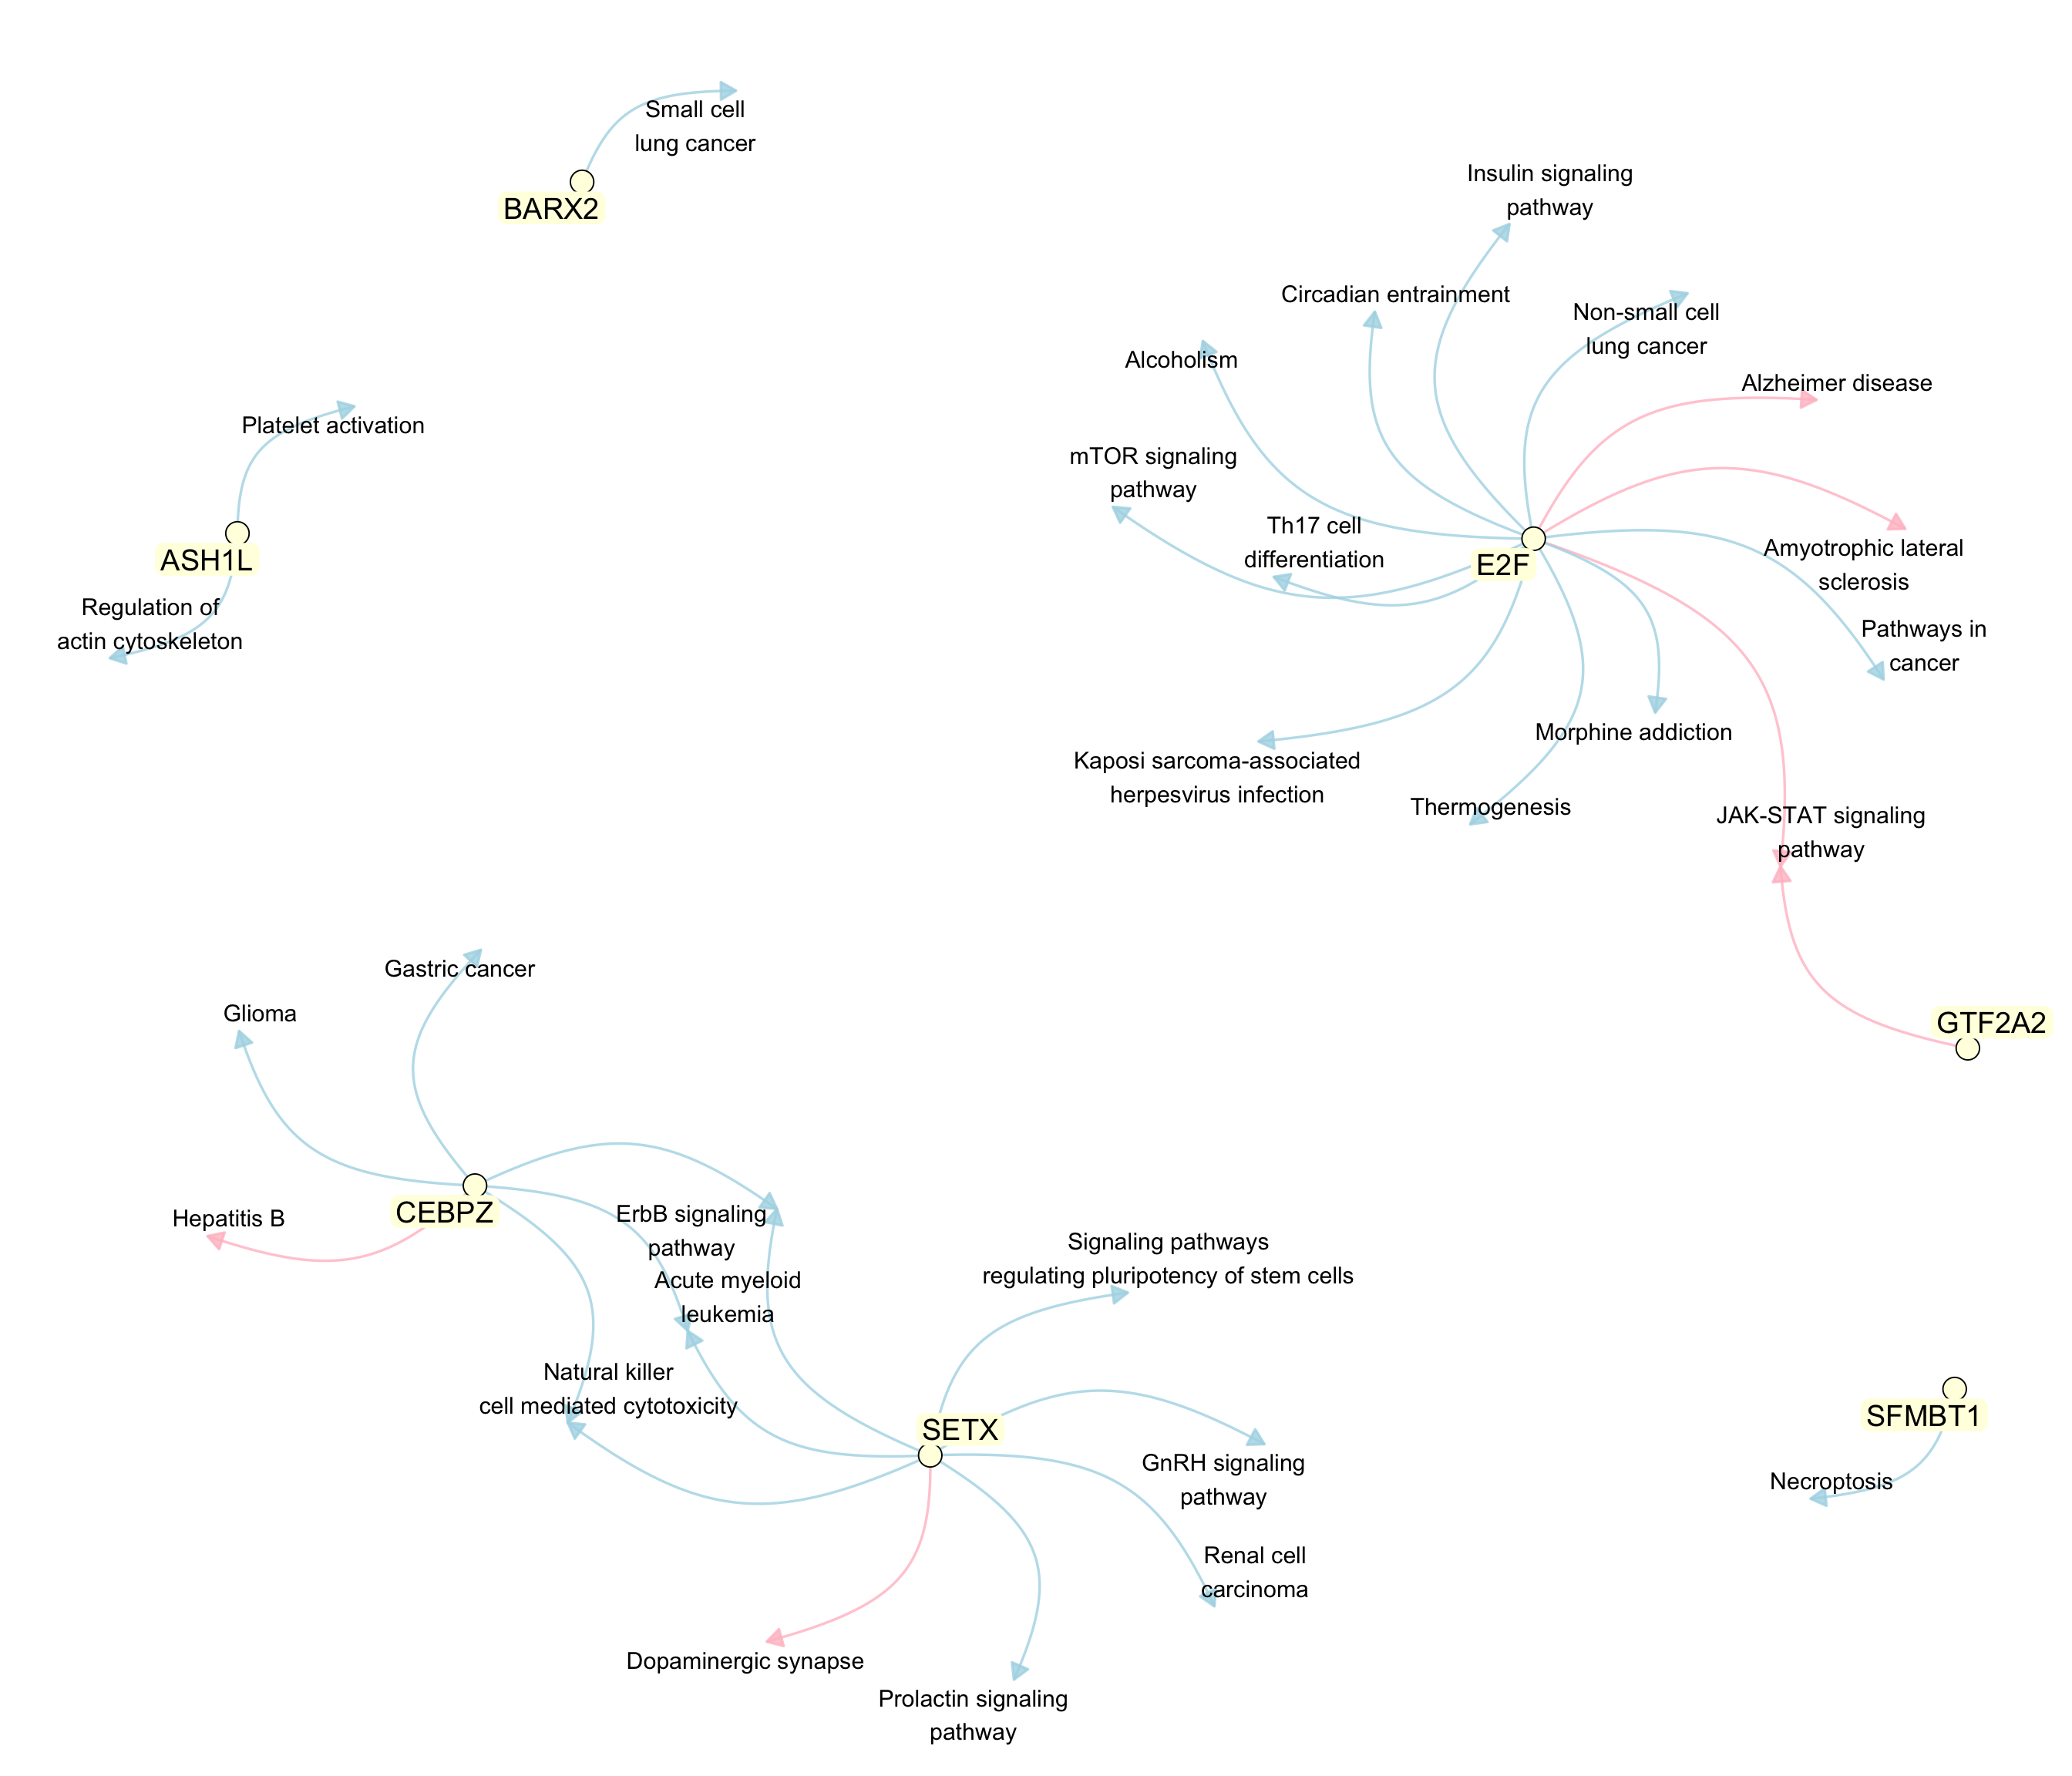 Small cell
lung cancer
BARX2
Insulin signaling
pathway
Circadian entrainment
Non-small cell
lung cancer
Alcoholism
Alzheimer disease
Platelet activation
mTOR signaling
pathway
Th17 cell
differentiation
E2F
Amyotrophic lateral
sclerosis
ASH1L
Regulation of
actin cytoskeleton
Pathways in
cancer
Morphine addiction
Kaposi sarcoma-associated
herpesvirus infection
Thermogenesis
JAK-STAT signaling
pathway
Gastric cancer
Glioma
GTF2A2
CEBPZ
Hepatitis B
ErbB signaling
pathway
Acute myeloid
leukemia
Signaling pathways
regulating pluripotency of stem cells
Natural killer
cell mediated cytotoxicity
SETX
SFMBT1
GnRH signaling
pathway
Necroptosis
Renal cell
carcinoma
Dopaminergic synapse
Prolactin signaling
pathway